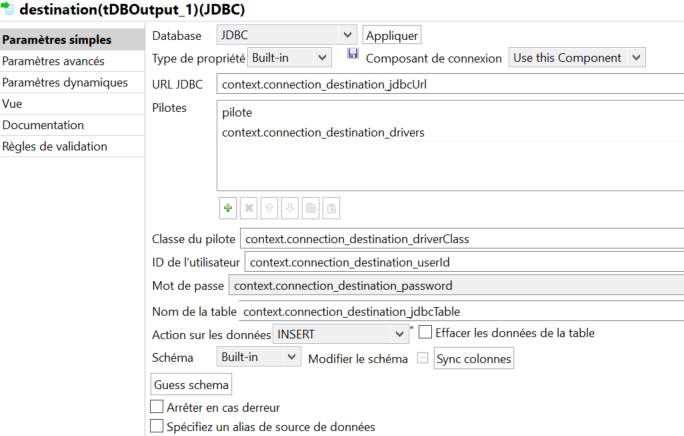 destination(tDBOutput_1)(JDBC)
Paramètres simples
Paramètres avancés
Paramètres dynamiques
Vue
Documentation
Règles de validation
Database JDBC Appliquer
Type de propriété Built-in Composant de connexion Use this Component
URL JDBC context.connection_destination_jdbcUrl
Pilotes
pilote
context.connection_destination_drivers
Classe du pilote context.connection_destination_driverClass
ID de l'utilisateur context.connection_destination_userId
Mot de passe context.connection_destination_password
Nom de la table context.connection_destination_jdbcTable
Action sur les données INSERT * Effacer les données de la table
Schéma Built-in Modifier le schéma Sync colonnes
Guess schema
Arrêter en cas derreur
Spécifiez un alias de source de données